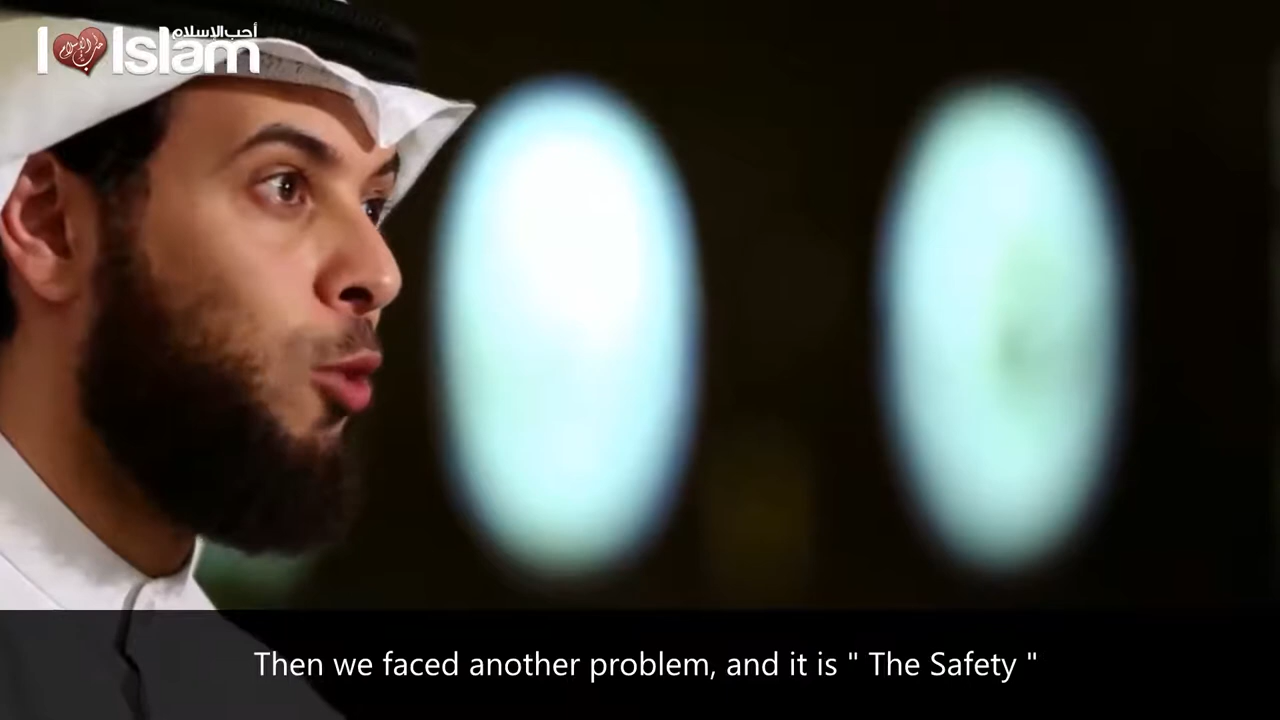 أحب الإسلام
I Islam
Then we faced another problem, and it is " The Safety "